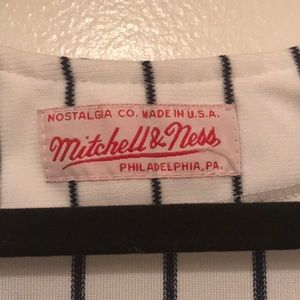 NOSTALGIA CO. MADE IN U.S.A.
Mitchell & Ness
PHILADELPHIA, PA.